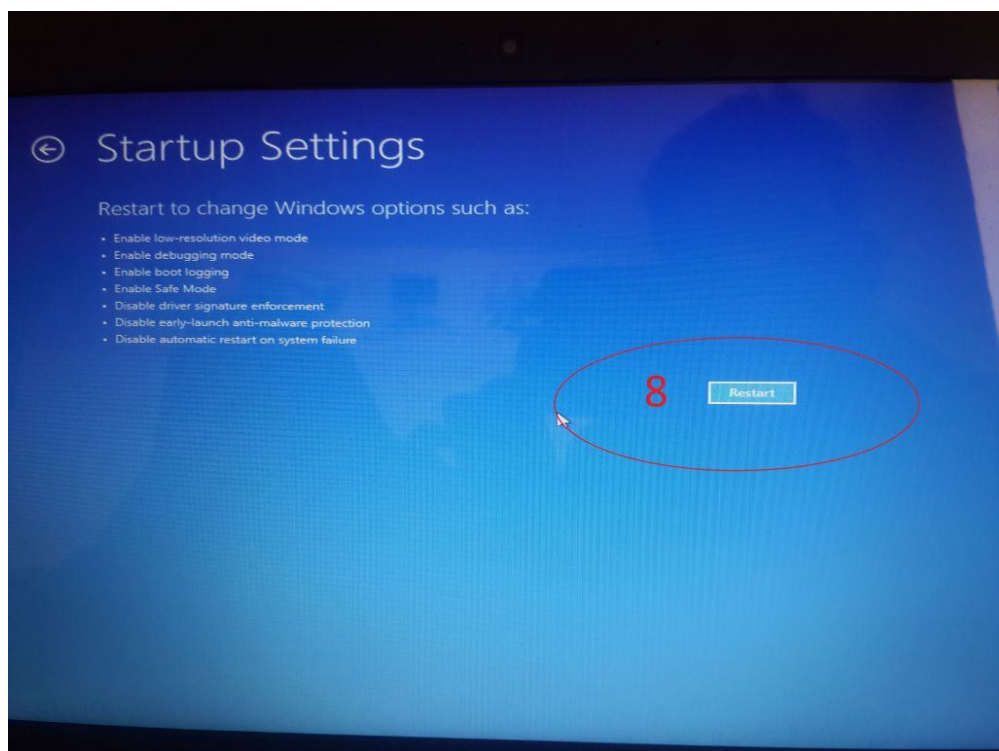 Startup Settings
Restart to change Windows options such as:
• Enable low-resolution video mode
• Enable debugging mode
• Enable boot logging
• Enable Safe Mode
• Disable driver signature enforcement
• Disable early-launch anti-malware protection
• Disable automatic restart on system failure
8 Restart